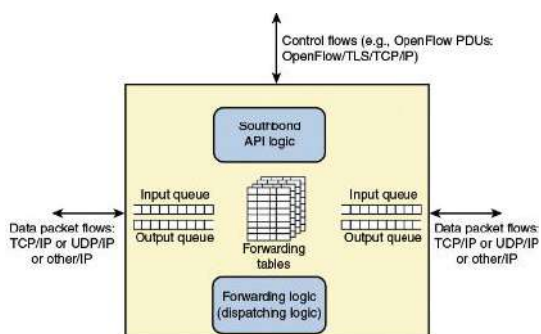 Control flows (e.g., OpenFlow PDUs:
OpenFlow/TLS/TCP/IP)
Southbond
API logic
Input queue
Output queue
Forwarding
tables
Input queue
Output queue
Data packet flows:
TCP/IP or UDP/IP
or other/IP
Data packet flows:
TCP/IP or UDP/IP
or other/IP
Forwarding logic
(dispatching logic)